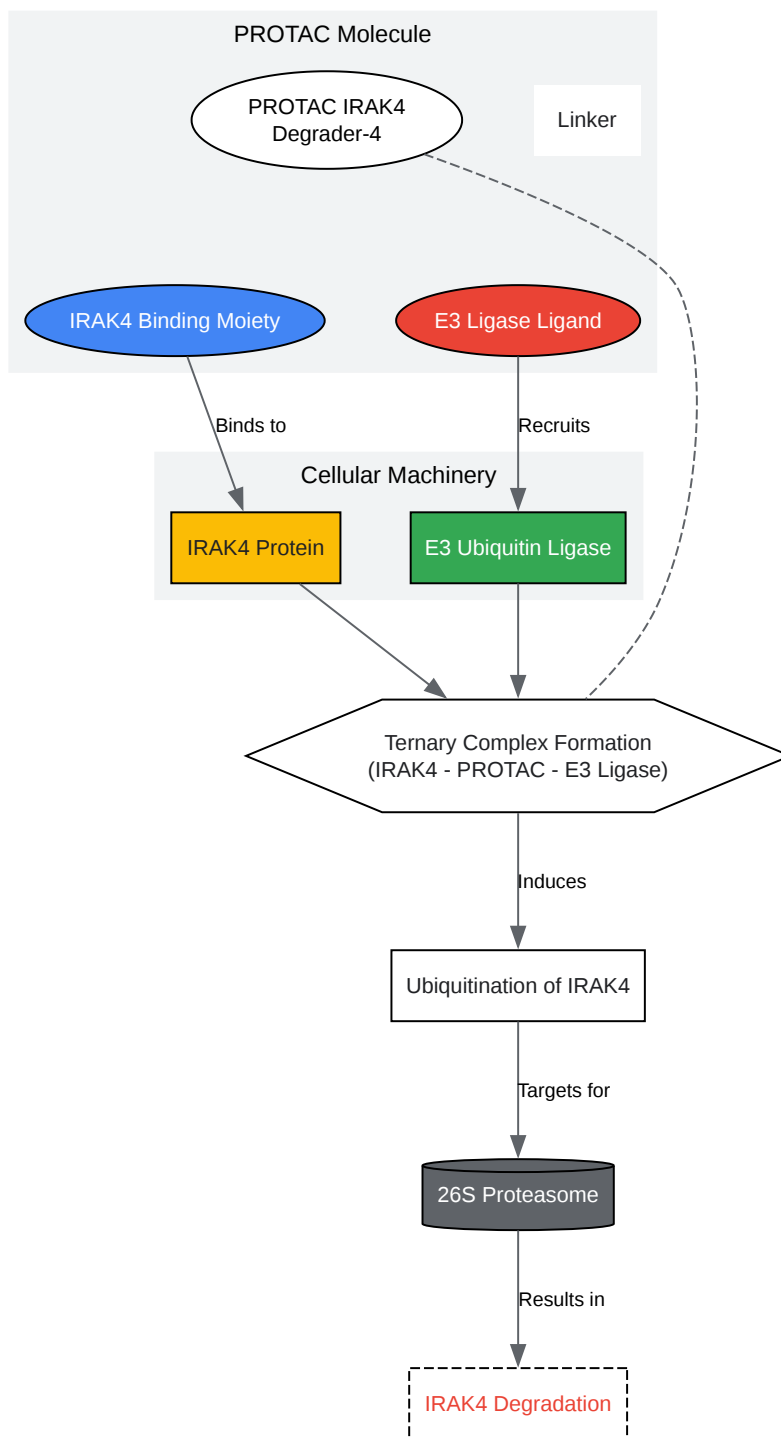 PROTAC Molecule
PROTAC IRAK4
Degrader-4
Linker
IRAK4 Binding Moiety
E3 Ligase Ligand
Binds to
Recruits
Cellular Machinery
IRAK4 Protein
E3 Ubiquitin Ligase
Ternary Complex Formation
(IRAK4 - PROTAC - E3 Ligase)
Induces
Ubiquitination of IRAK4
Targets for
26S Proteasome
Results in
IRAK4 Degradation